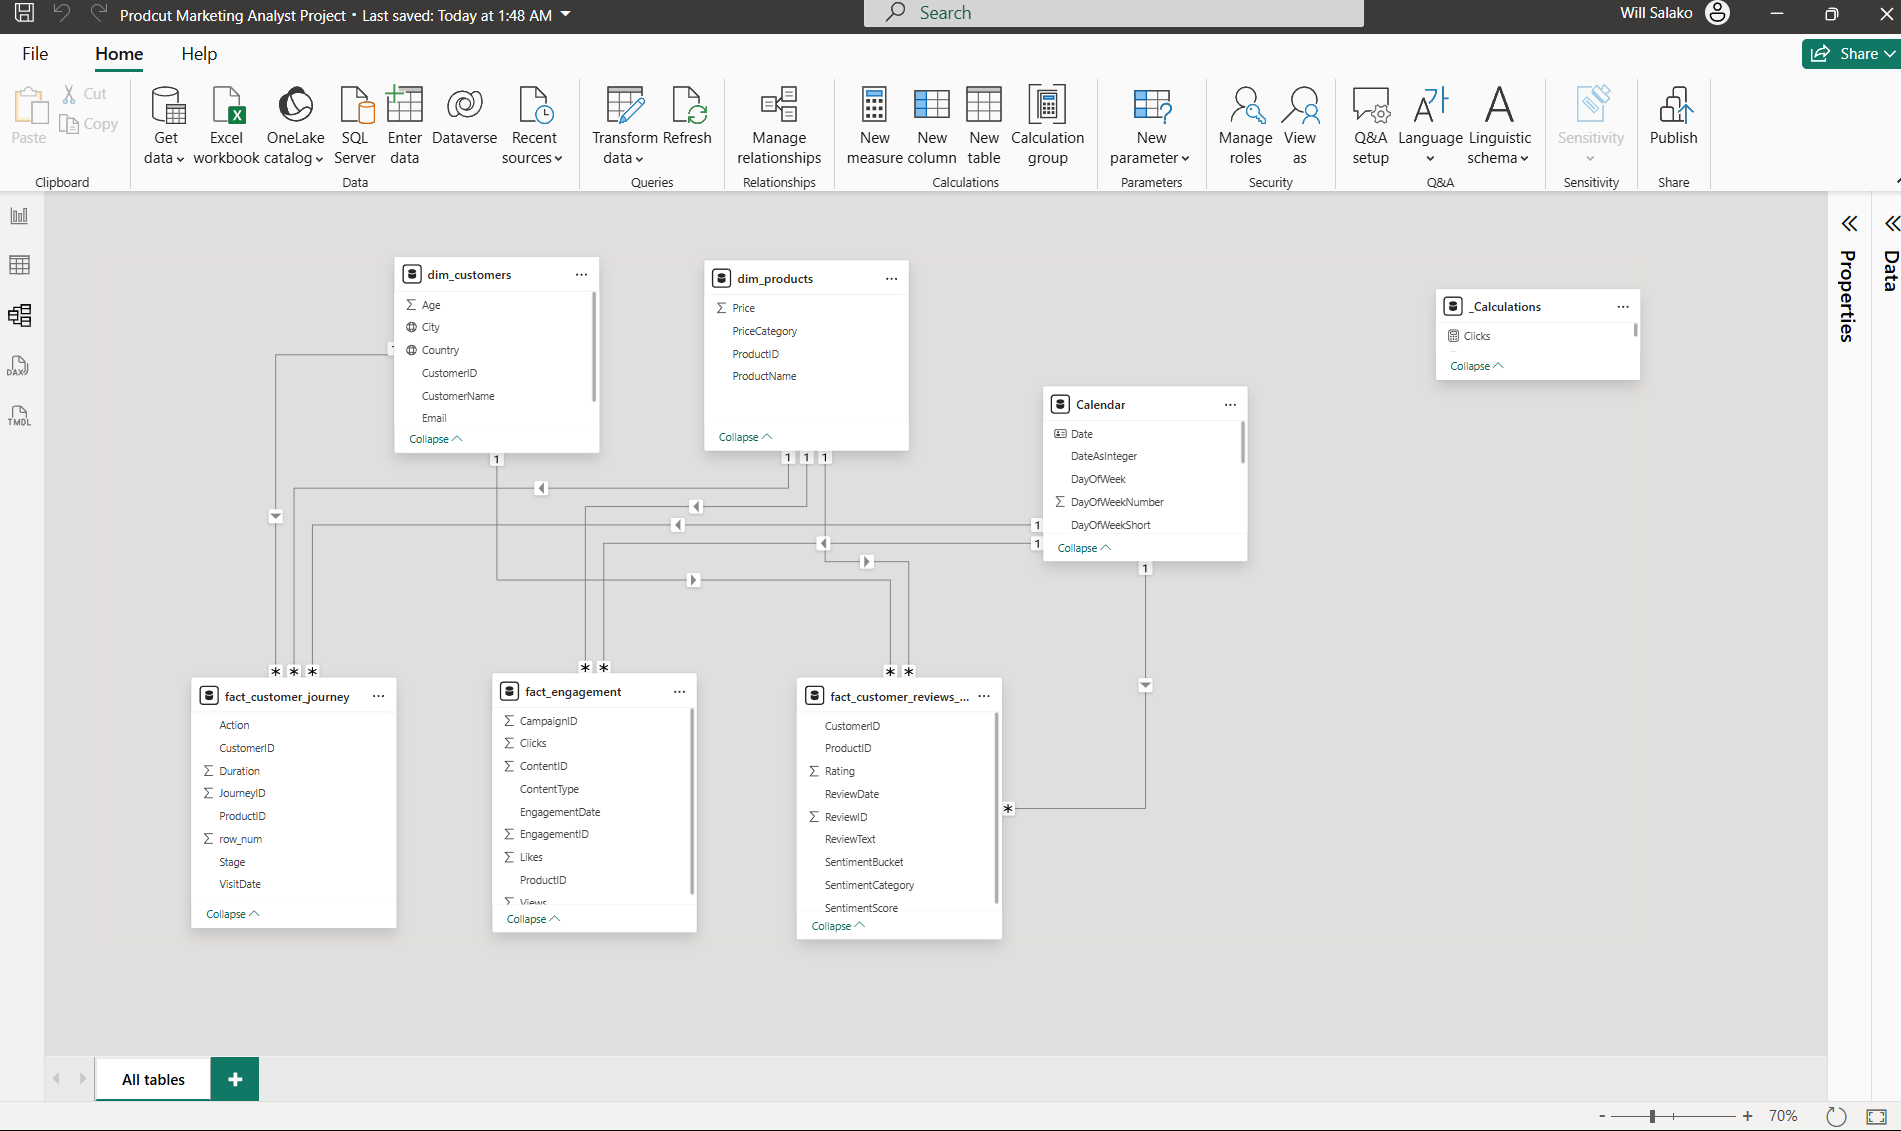 Prodcut Marketing Analyst Project • Last saved: Today at 1:48 AM
Search
Will Salako
File Home Help
Share
Paste
Cut
Copy
Clipboard
Get data
Excel workbook
OneLake catalog
SQL Server
Enter data
Dataverse
Recent sources
Data
Transform data
Refresh
Queries
Manage relationships
Relationships
New measure
New column
New table
Calculation group
Calculations
New parameter
Parameters
Manage roles
View as
Security
Q&A setup
Language
Linguistic schema
Q&A
Sensitivity
Sensitivity
Publish
Share
DAX
TMDL
Properties
Data
dim_customers ...
Age
City
Country
CustomerID
CustomerName
Email
Collapse
dim_products ...
Price
PriceCategory
ProductID
ProductName
Collapse
_Calculations ...
Clicks
Collapse
Calendar ...
Date
DateAsInteger
DayOfWeek
DayOfWeekNumber
DayOfWeekShort
Collapse
1
1 1 1
1
1
1
* * *
* *
* *
*
fact_customer_journey ...
Action
CustomerID
Duration
JourneyID
ProductID
row_num
Stage
VisitDate
Collapse
fact_engagement ...
CampaignID
Clicks
ContentID
ContentType
EngagementDate
EngagementID
Likes
ProductID
Views
Collapse
fact_customer_reviews_... ...
CustomerID
ProductID
Rating
ReviewDate
ReviewID
ReviewText
SentimentBucket
SentimentCategory
SentimentScore
Collapse
All tables
+
- + 70%